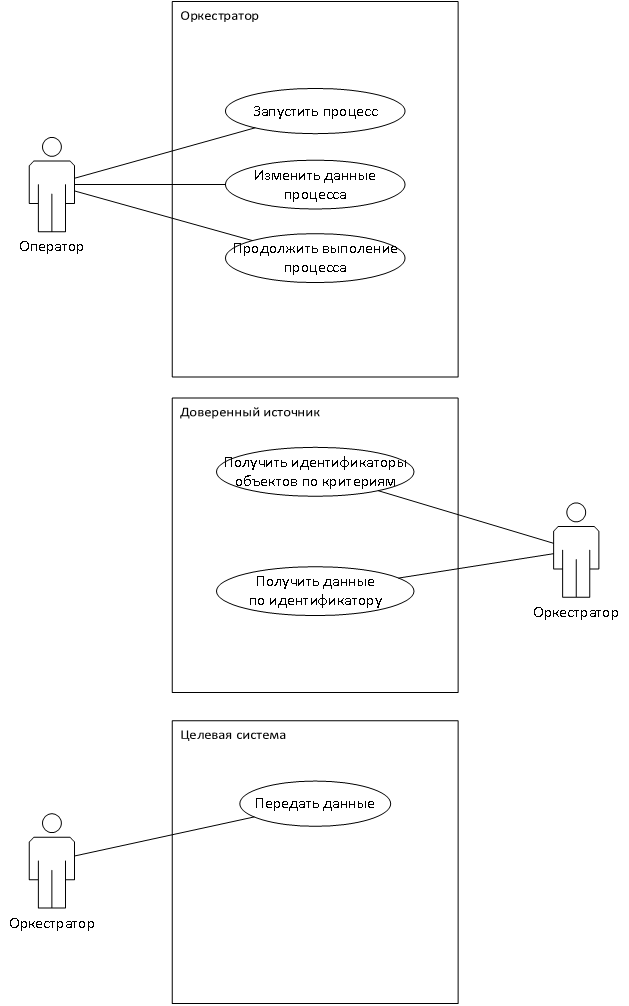 Оркестратор
Запустить процесс
Изменить данные
процесса
Оператор
Продолжить выполение
процесса
Доверенный источник
Получить идентификаторы
объектов по критериям
Получить данные
по идентификатору
Оркестратор
Целевая система
Передать данные
Оркестратор